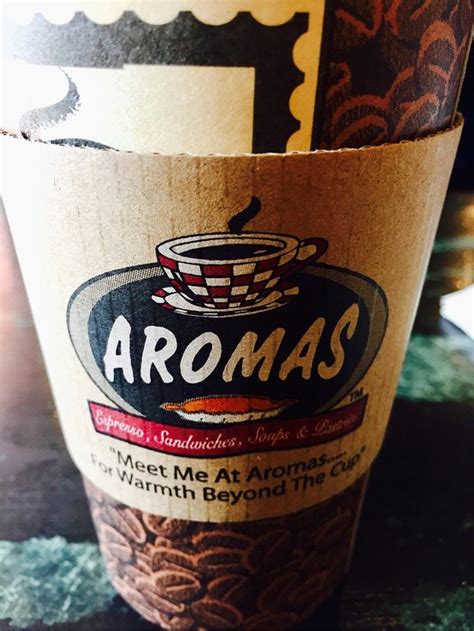 AROMAS
TM
Espresso, Sandwiches, Soups & Pastries
"Meet Me At Aromas.....
For Warmth Beyond The Cup"